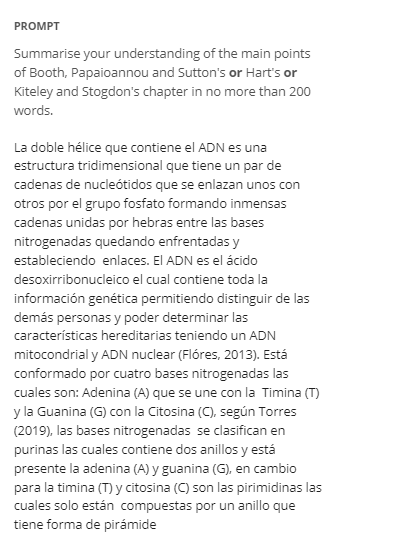 PROMPT
Summarise your understanding of the main points
of Booth, Papaioannou and Sutton's or Hart's or
Kiteley and Stogdon's chapter in no more than 200
words.
La doble hélice que contiene el ADN es una
estructura tridimensional que tiene un par de
cadenas de nucleótidos que se enlazan unos con
otros por el grupo fosfato formando inmensas
cadenas unidas por hebras entre las bases
nitrogenadas quedando enfrentadas y
estableciendo  enlaces. El ADN es el ácido
desoxirribonucleico el cual contiene toda la
información genética permitiendo distinguir de las
demás personas y poder determinar las
características hereditarias teniendo un ADN
mitocondrial y ADN nuclear (Flóres, 2013). Está
conformado por cuatro bases nitrogenadas las
cuales son: Adenina (A) que se une con la  Timina (T)
y la Guanina (G) con la Citosina (C), según Torres
(2019), las bases nitrogenadas  se clasifican en
purinas las cuales contiene dos anillos y está
presente la adenina (A) y guanina (G), en cambio
para la timina (T) y citosina (C) son las pirimidinas las
cuales solo están  compuestas por un anillo que
tiene forma de pirámide